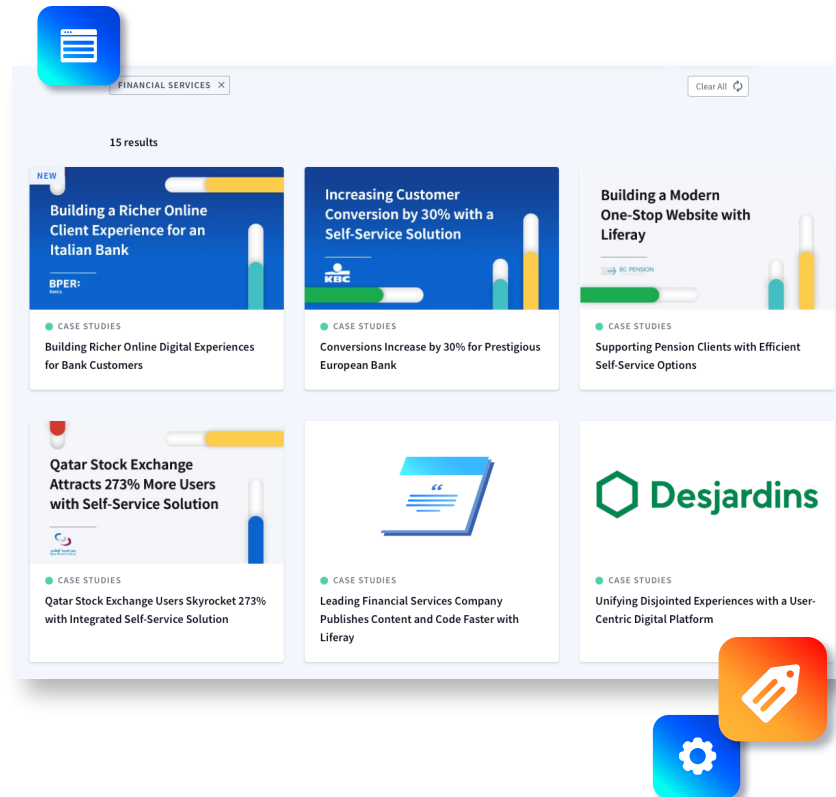 FINANCIAL SERVICES ×
Clear All
15 results
NEW
Building a Richer Online
Client Experience for an
Italian Bank
BPER:
Banca
CASE STUDIES
Building Richer Online Digital Experiences
for Bank Customers
Increasing Customer
Conversion by 30% with a
Self-Service Solution
KBC
CASE STUDIES
Conversions Increase by 30% for Prestigious
European Bank
Building a Modern
One-Stop Website with
Liferay
BC PENSION
CASE STUDIES
Supporting Pension Clients with Efficient
Self-Service Options
Qatar Stock Exchange
Attracts 273% More Users
with Self-Service Solution
CASE STUDIES
Qatar Stock Exchange Users Skyrocket 273%
with Integrated Self-Service Solution
“
CASE STUDIES
Leading Financial Services Company
Publishes Content and Code Faster with
Liferay
Desjardins
CASE STUDIES
Unifying Disjointed Experiences with a User-
Centric Digital Platform